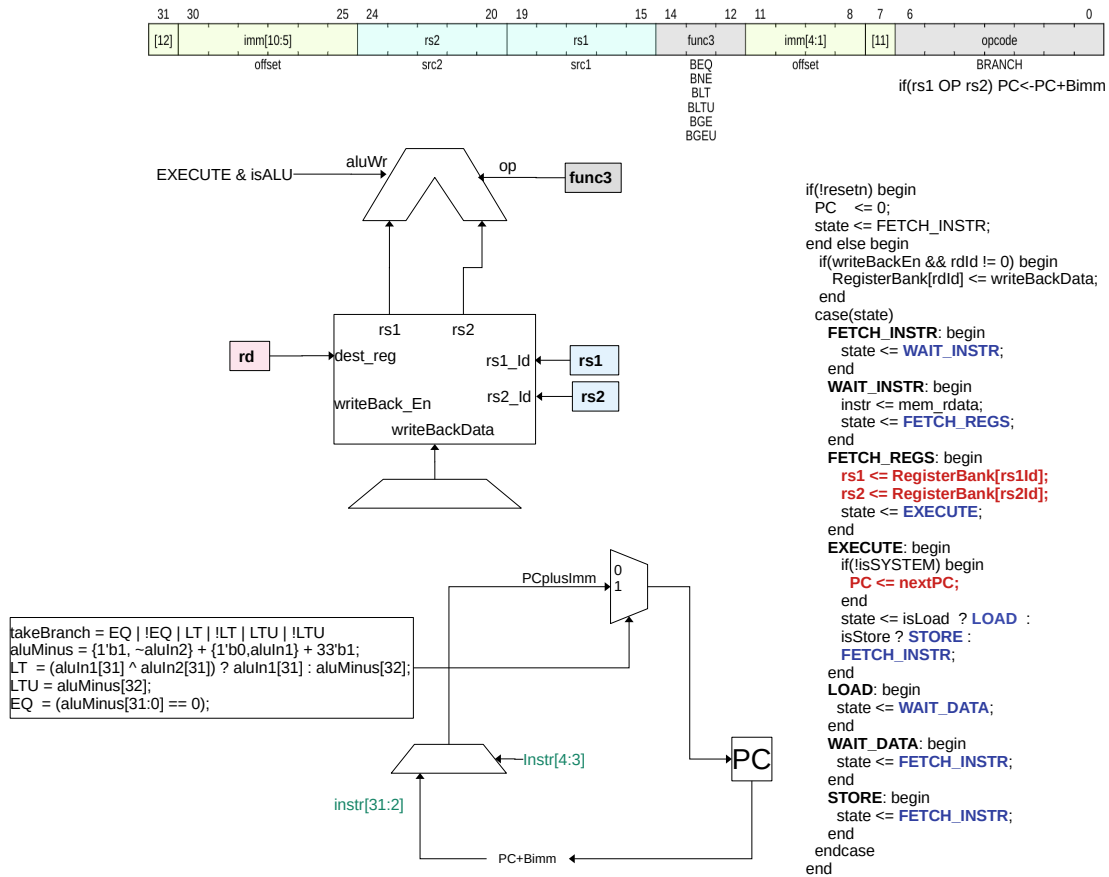 31 30 25 24 20 19 15 14 12 11 8 7 6 0
[12] imm[10:5] rs2 rs1 func3 imm[4:1] [11] opcode
offset src2 src1 BEQ offset BRANCH
BNE
BLT
BLTU
BGE
BGEU
if(rs1 OP rs2) PC<-PC+Bimm
EXECUTE & isALU
aluWr
op
func3
rs1 rs2
rd
dest_reg
rs1_Id
rs1
rs2_Id
rs2
writeBack_En
writeBackData
PCplusImm
0
1
takeBranch = EQ | !EQ | LT | !LT | LTU | !LTU
aluMinus = {1'b1, ~aluIn2} + {1'b0,aluIn1} + 33'b1;
LT = (aluIn1[31] ^ aluIn2[31]) ? aluIn1[31] : aluMinus[32];
LTU = aluMinus[32];
EQ = (aluMinus[31:0] == 0);
Instr[4:3]
PC
instr[31:2]
PC+Bimm
if(!resetn) begin
PC <= 0;
state <= FETCH_INSTR;
end else begin
if(writeBackEn && rdId != 0) begin
RegisterBank[rdId] <= writeBackData;
end
case(state)
FETCH_INSTR: begin
state <= WAIT_INSTR;
end
WAIT_INSTR: begin
instr <= mem_rdata;
state <= FETCH_REGS;
end
FETCH_REGS: begin
rs1 <= RegisterBank[rs1Id];
rs2 <= RegisterBank[rs2Id];
state <= EXECUTE;
end
EXECUTE: begin
if(!isSYSTEM) begin
PC <= nextPC;
end
state <= isLoad ? LOAD :
isStore ? STORE :
FETCH_INSTR;
end
LOAD: begin
state <= WAIT_DATA;
end
WAIT_DATA: begin
state <= FETCH_INSTR;
end
STORE: begin
state <= FETCH_INSTR;
end
endcase
end